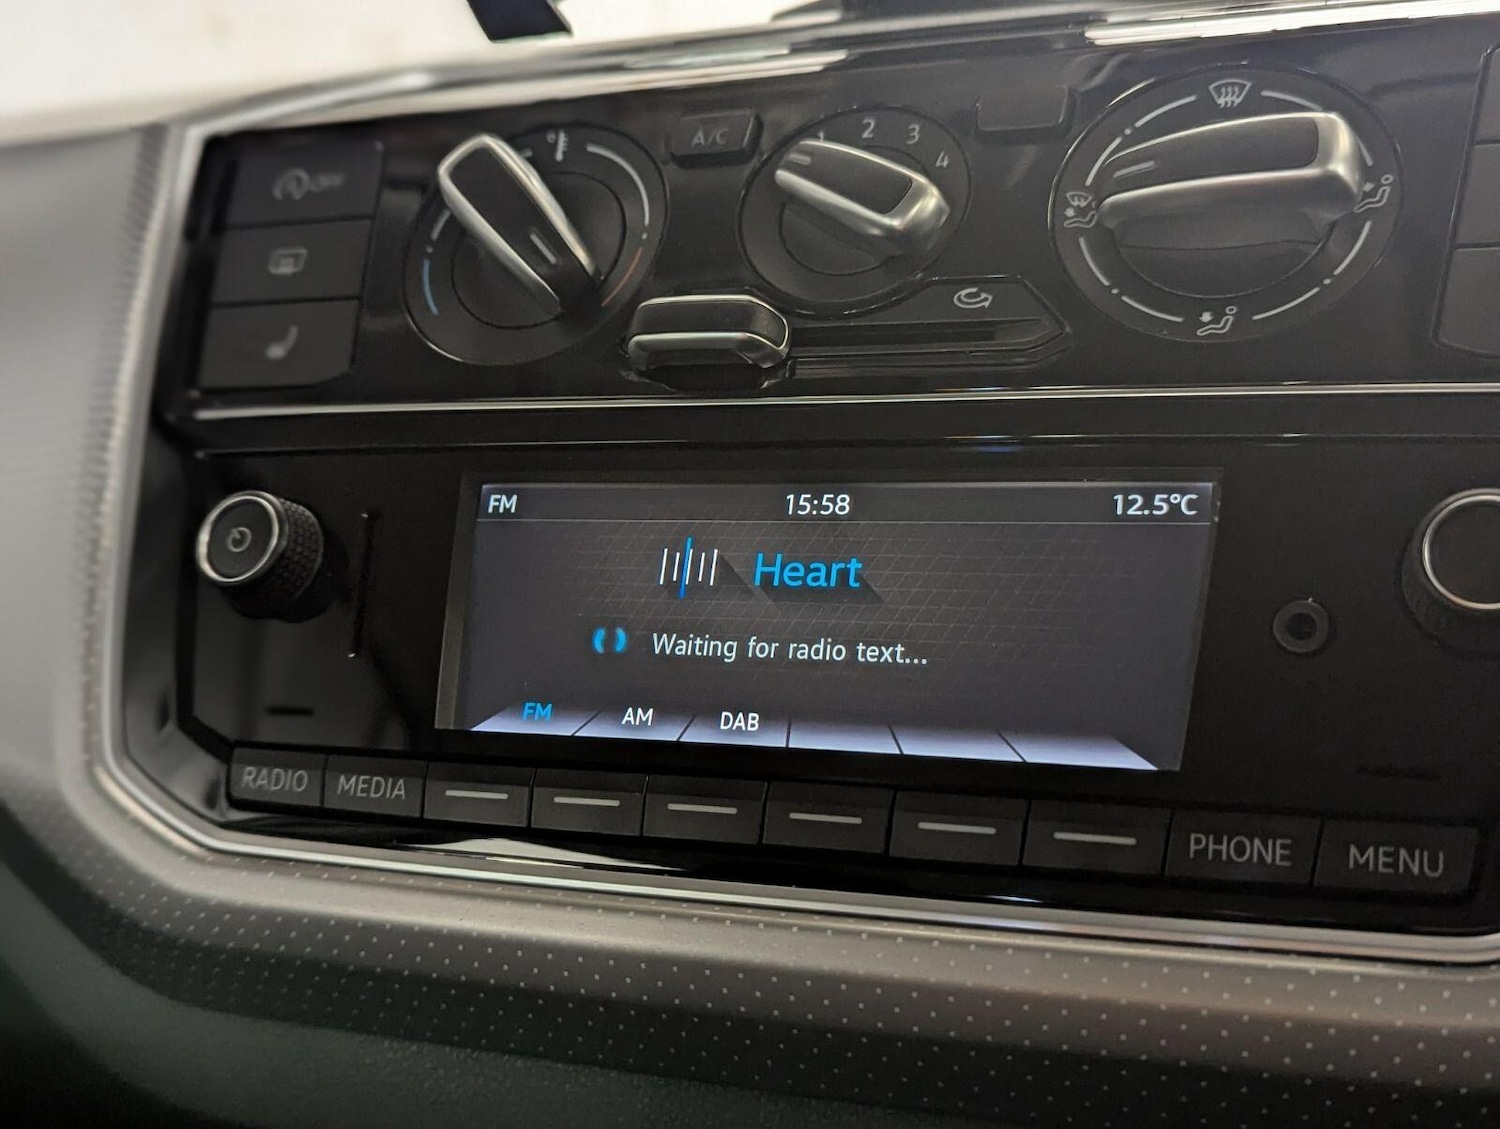 OFF
A/C
1 2 3 4
FM 15:58 12.5°C
Heart
Waiting for radio text...
FM AM DAB
RADIO MEDIA PHONE MENU